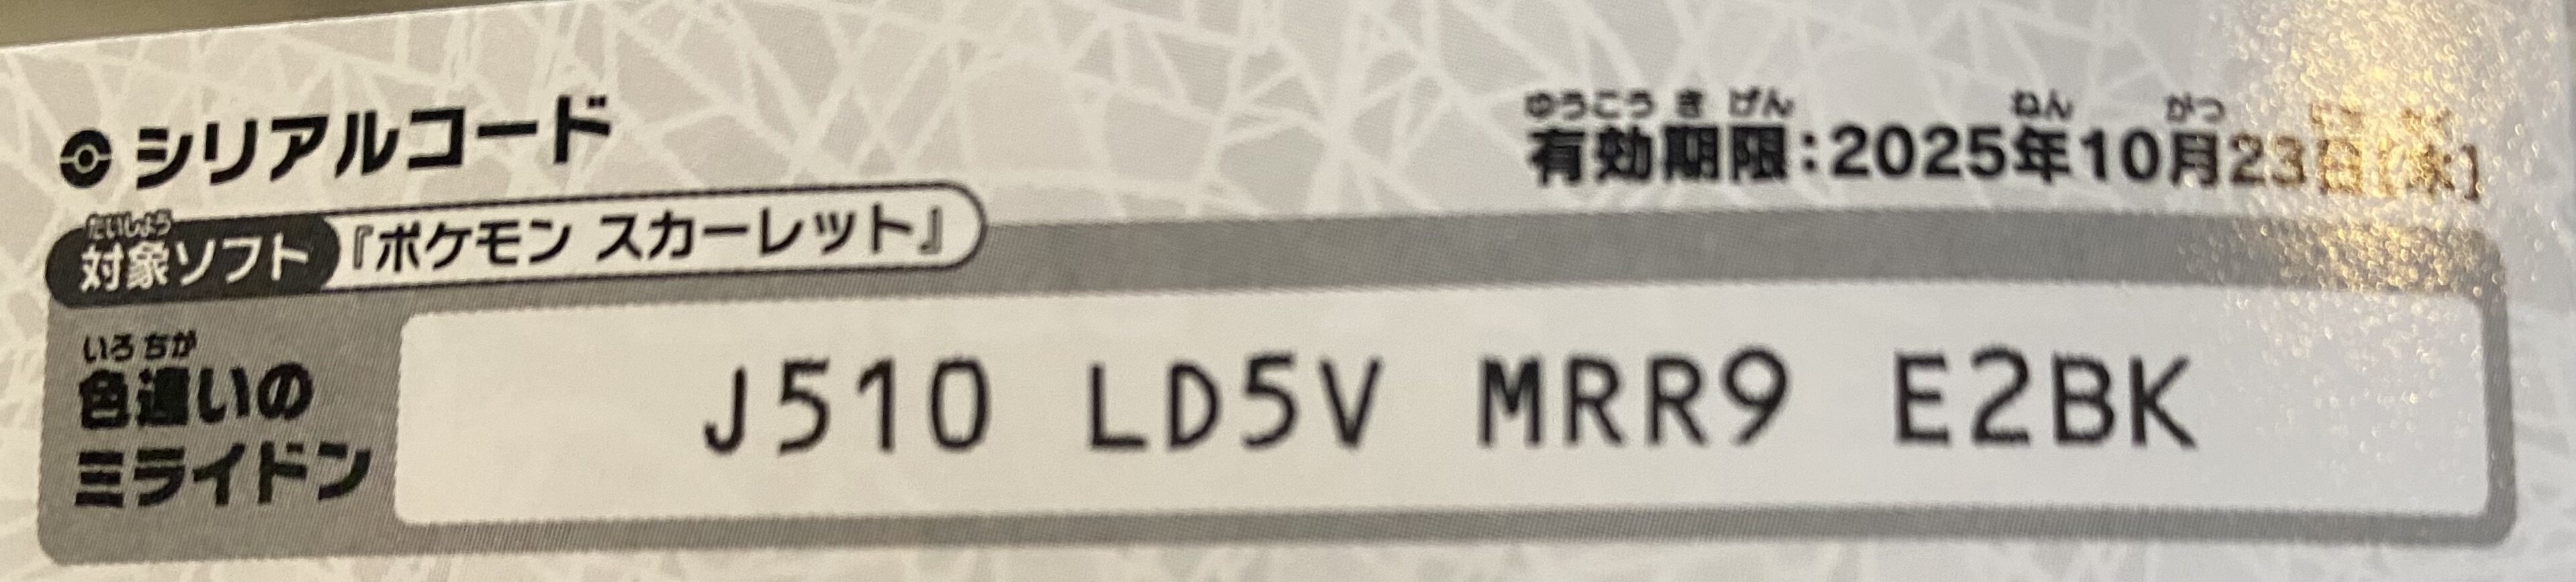 シリアルコード
ゆうこう き げん ねん がつ
有効期限:2025年10月23日[木]
たいしょう
対象ソフト『ポケモン スカーレット』
いろ ちが
色違いの
ミライドン
J510 LD5V MRR9 E2BK